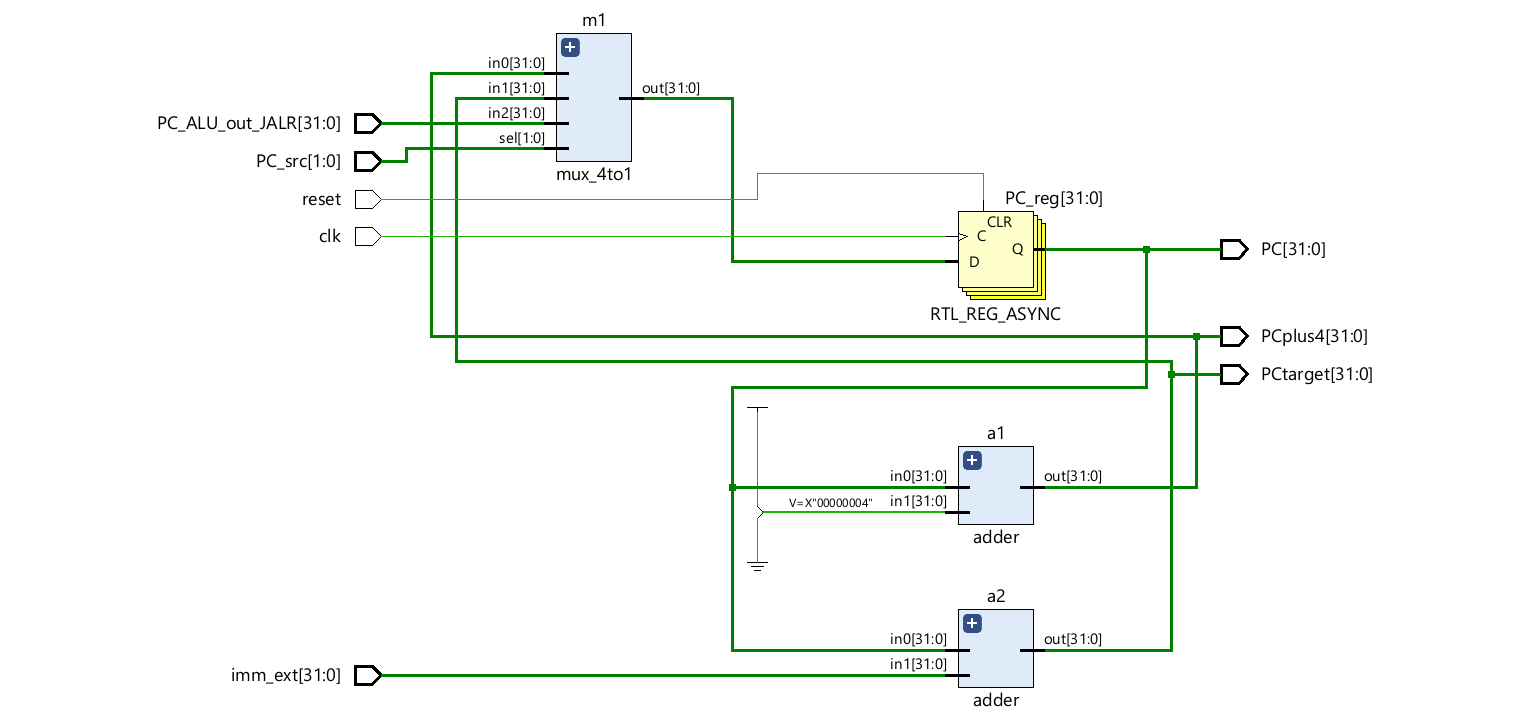 m1
in0[31:0]
in1[31:0]
out[31:0]
in2[31:0]
PC_ALU_out_JALR[31:0]
sel[1:0]
PC_src[1:0]
mux_4to1
reset
PC_reg[31:0]
CLR
clk
C
Q
PC[31:0]
D
RTL_REG_ASYNC
PCplus4[31:0]
PCtarget[31:0]
a1
in0[31:0]
out[31:0]
V=X"00000004"
in1[31:0]
adder
a2
in0[31:0]
out[31:0]
in1[31:0]
imm_ext[31:0]
adder